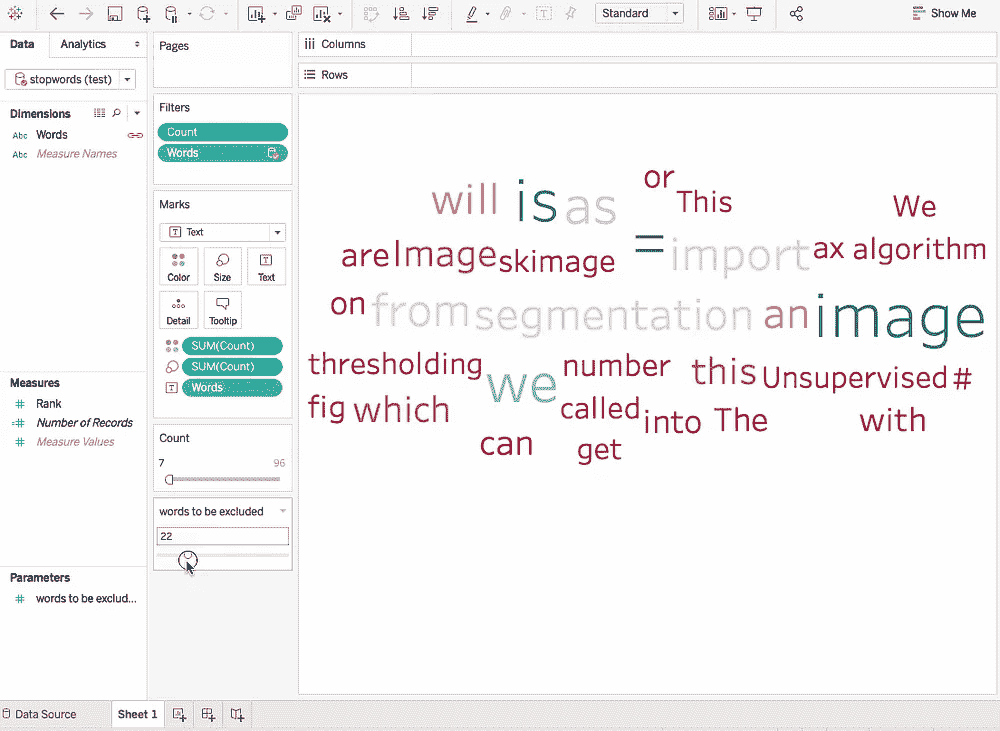 Standard
Show Me
Data
Analytics
Pages
Columns
Rows
stopwords (test)
Filters
Dimensions
Abc Words
Abc Measure Names
Count
Words
Marks
Text
Color
Size
Text
Detail
Tooltip
SUM(Count)
SUM(Count)
Words
Measures
# Rank
=# Number of Records
# Measure Values
Count
7 96
words to be excluded
22
Parameters
# words to be exclud...
Data Source
Sheet 1
will is as or This We
are Image skimage = import ax algorithm
on from segmentation an image
thresholding we number this Unsupervised #
fig which called into The with
can get